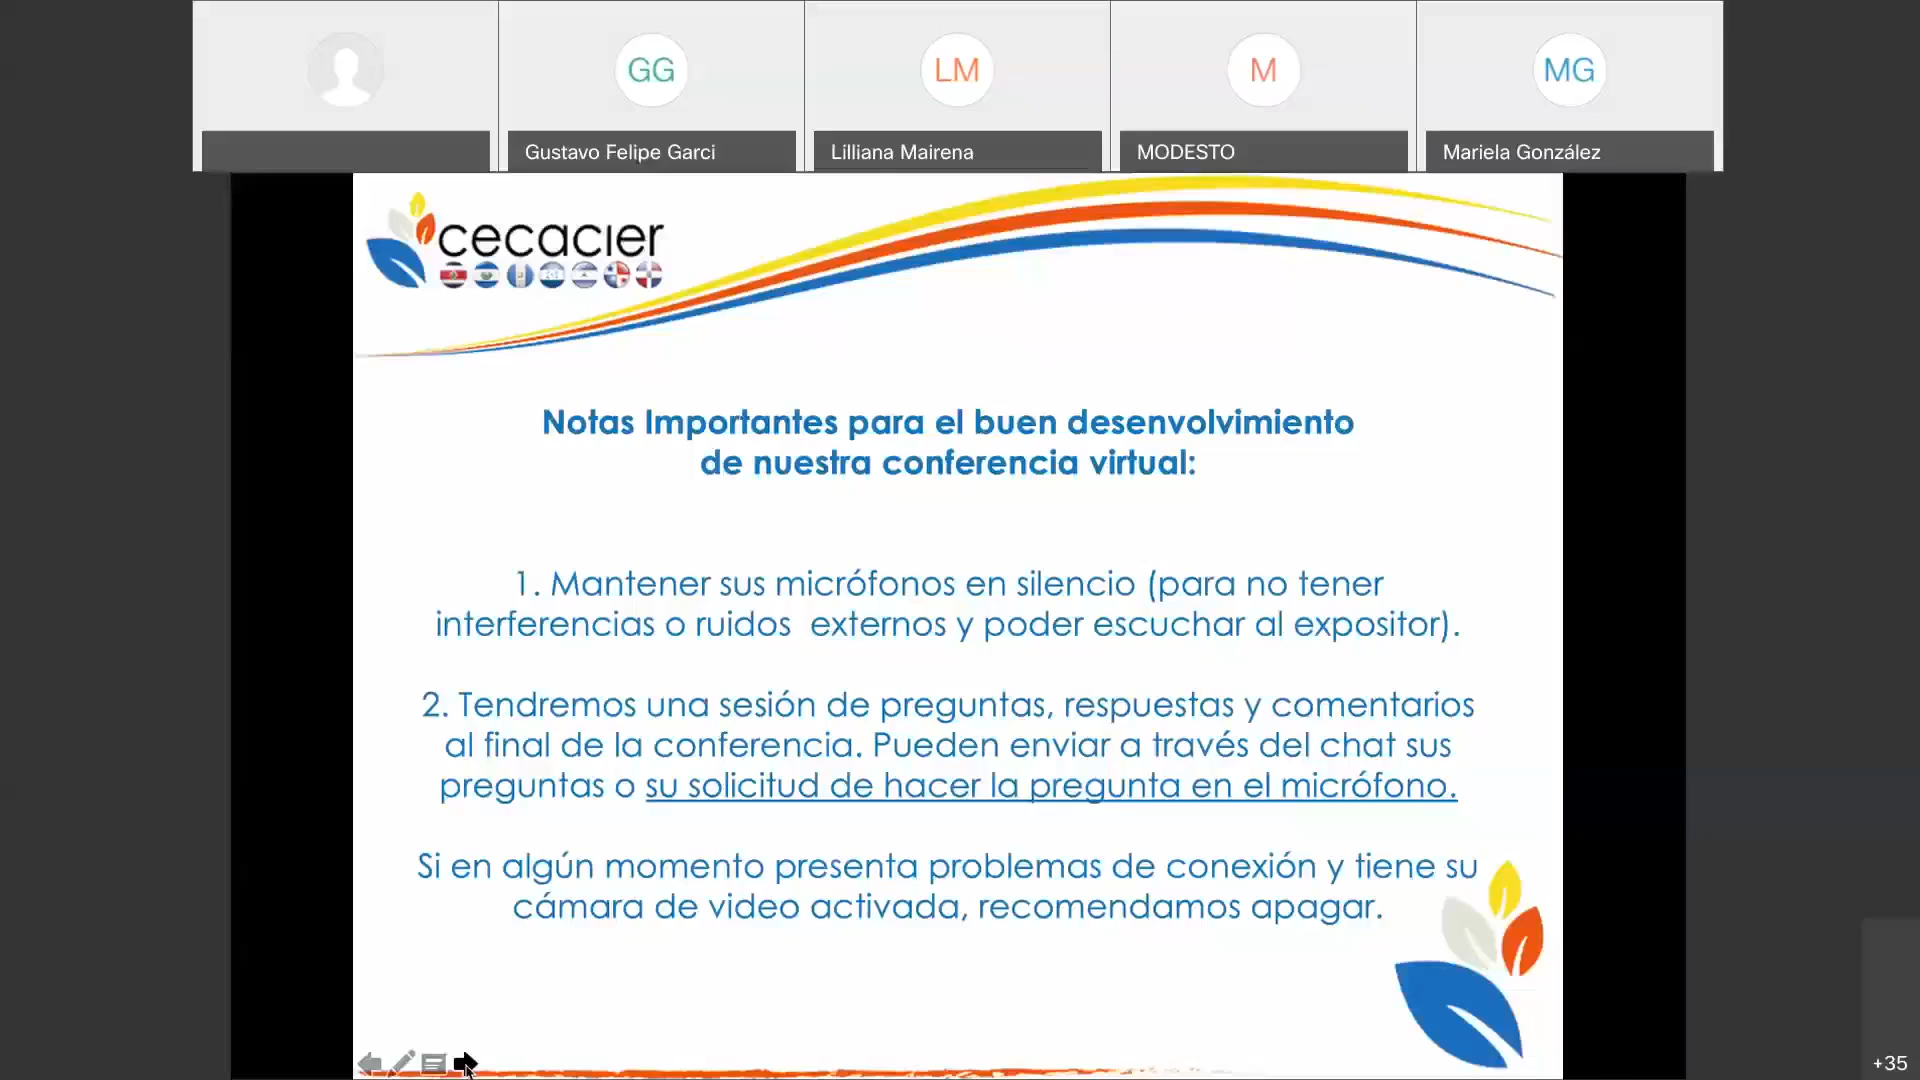 GG
LM
M
MG
Gustavo Felipe Garci
Lilliana Mairena
MODESTO
Mariela González
cecacier
Notas Importantes para el buen desenvolvimiento
de nuestra conferencia virtual:
1. Mantener sus micrófonos en silencio (para no tener
interferencias o ruidos externos y poder escuchar al expositor).
2. Tendremos una sesión de preguntas, respuestas y comentarios
al final de la conferencia. Pueden enviar a través del chat sus
preguntas o su solicitud de hacer la pregunta en el micrófono.
Si en algún momento presenta problemas de conexión y tiene su
cámara de video activada, recomendamos apagar.
+35